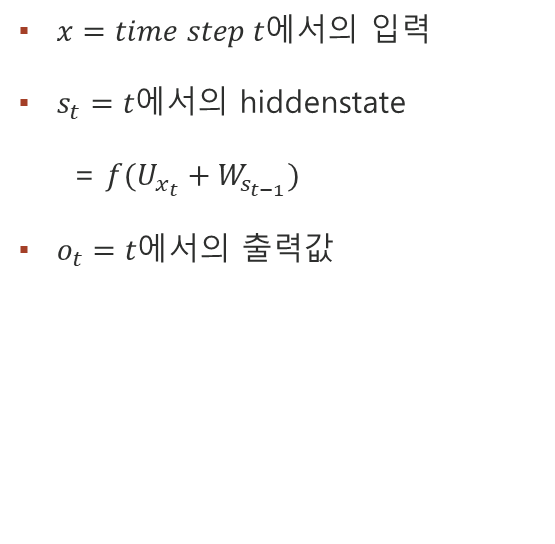 ▪ x = time step t에서의 입력
▪ s_t = t에서의 hiddenstate
= f(U_{x_t} + W_{s_{t-1}})
▪ o_t = t에서의 출력값